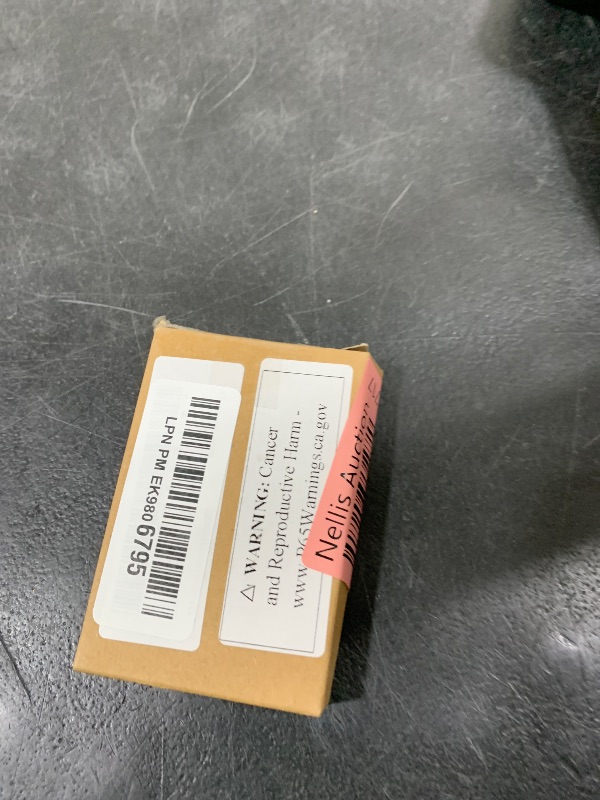 LPN PM EK9806795
⚠ WARNING: Cancer
and Reproductive Harm -
www.P65Warnings.ca.gov
Nellis Auction